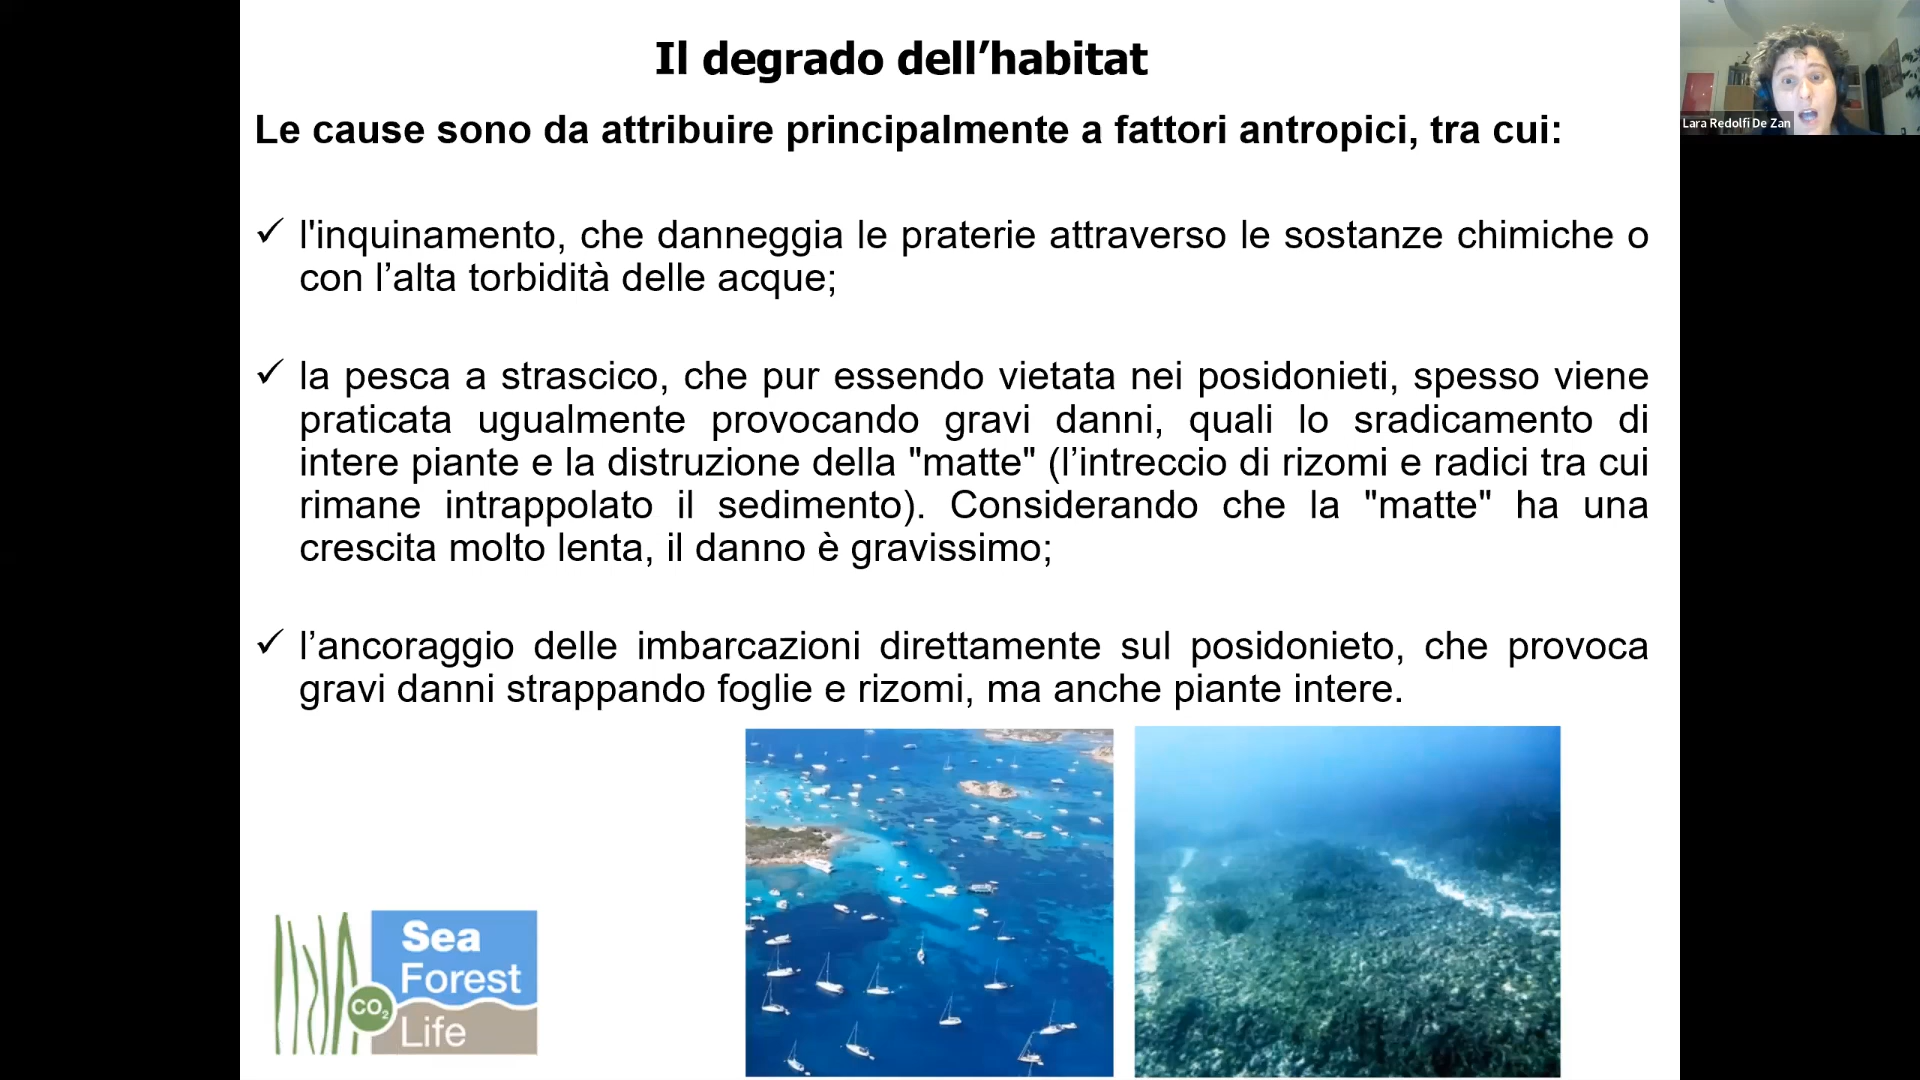 Il degrado dell’habitat
Le cause sono da attribuire principalmente a fattori antropici, tra cui:
✓ l'inquinamento, che danneggia le praterie attraverso le sostanze chimiche o
con l’alta torbidità delle acque;
✓ la pesca a strascico, che pur essendo vietata nei posidonieti, spesso viene
praticata ugualmente provocando gravi danni, quali lo sradicamento di
intere piante e la distruzione della "matte" (l’intreccio di rizomi e radici tra cui
rimane intrappolato il sedimento). Considerando che la "matte" ha una
crescita molto lenta, il danno è gravissimo;
✓ l’ancoraggio delle imbarcazioni direttamente sul posidonieto, che provoca
gravi danni strappando foglie e rizomi, ma anche piante intere.
Sea
Forest
CO₂
Life
Lara Redolfi De Zan